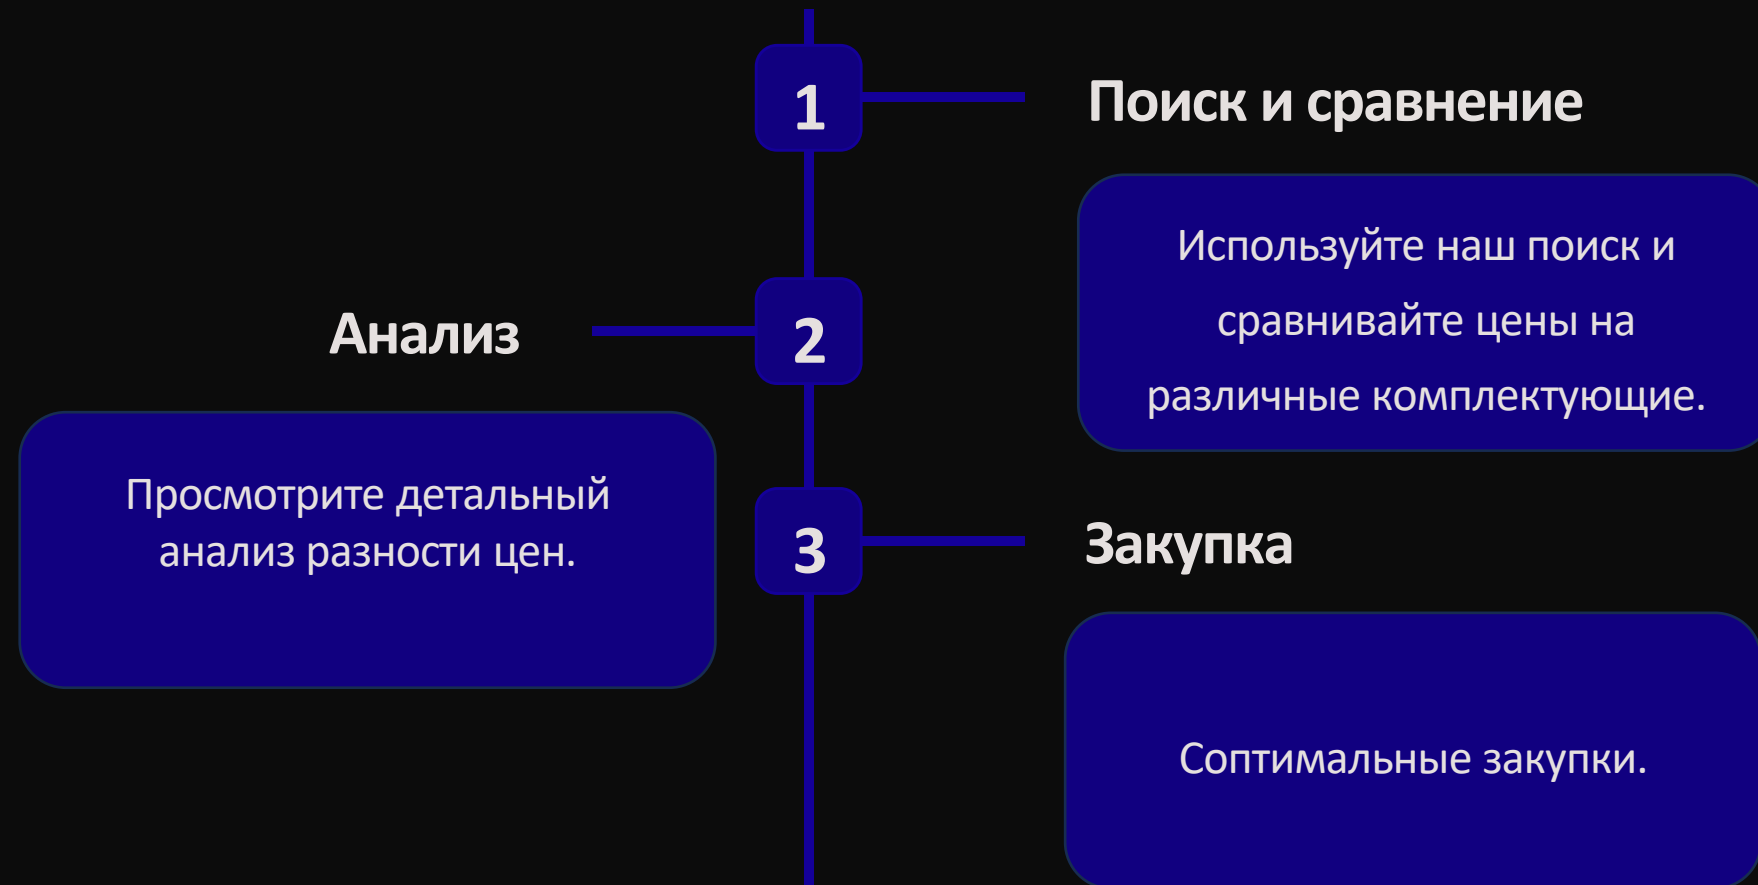 1
Поиск и сравнение
Используйте наш поиск и
сравнивайте цены на
различные комплектующие.
2
Анализ
Просмотрите детальный
анализ разности цен.
3
Закупка
Соптимальные закупки.